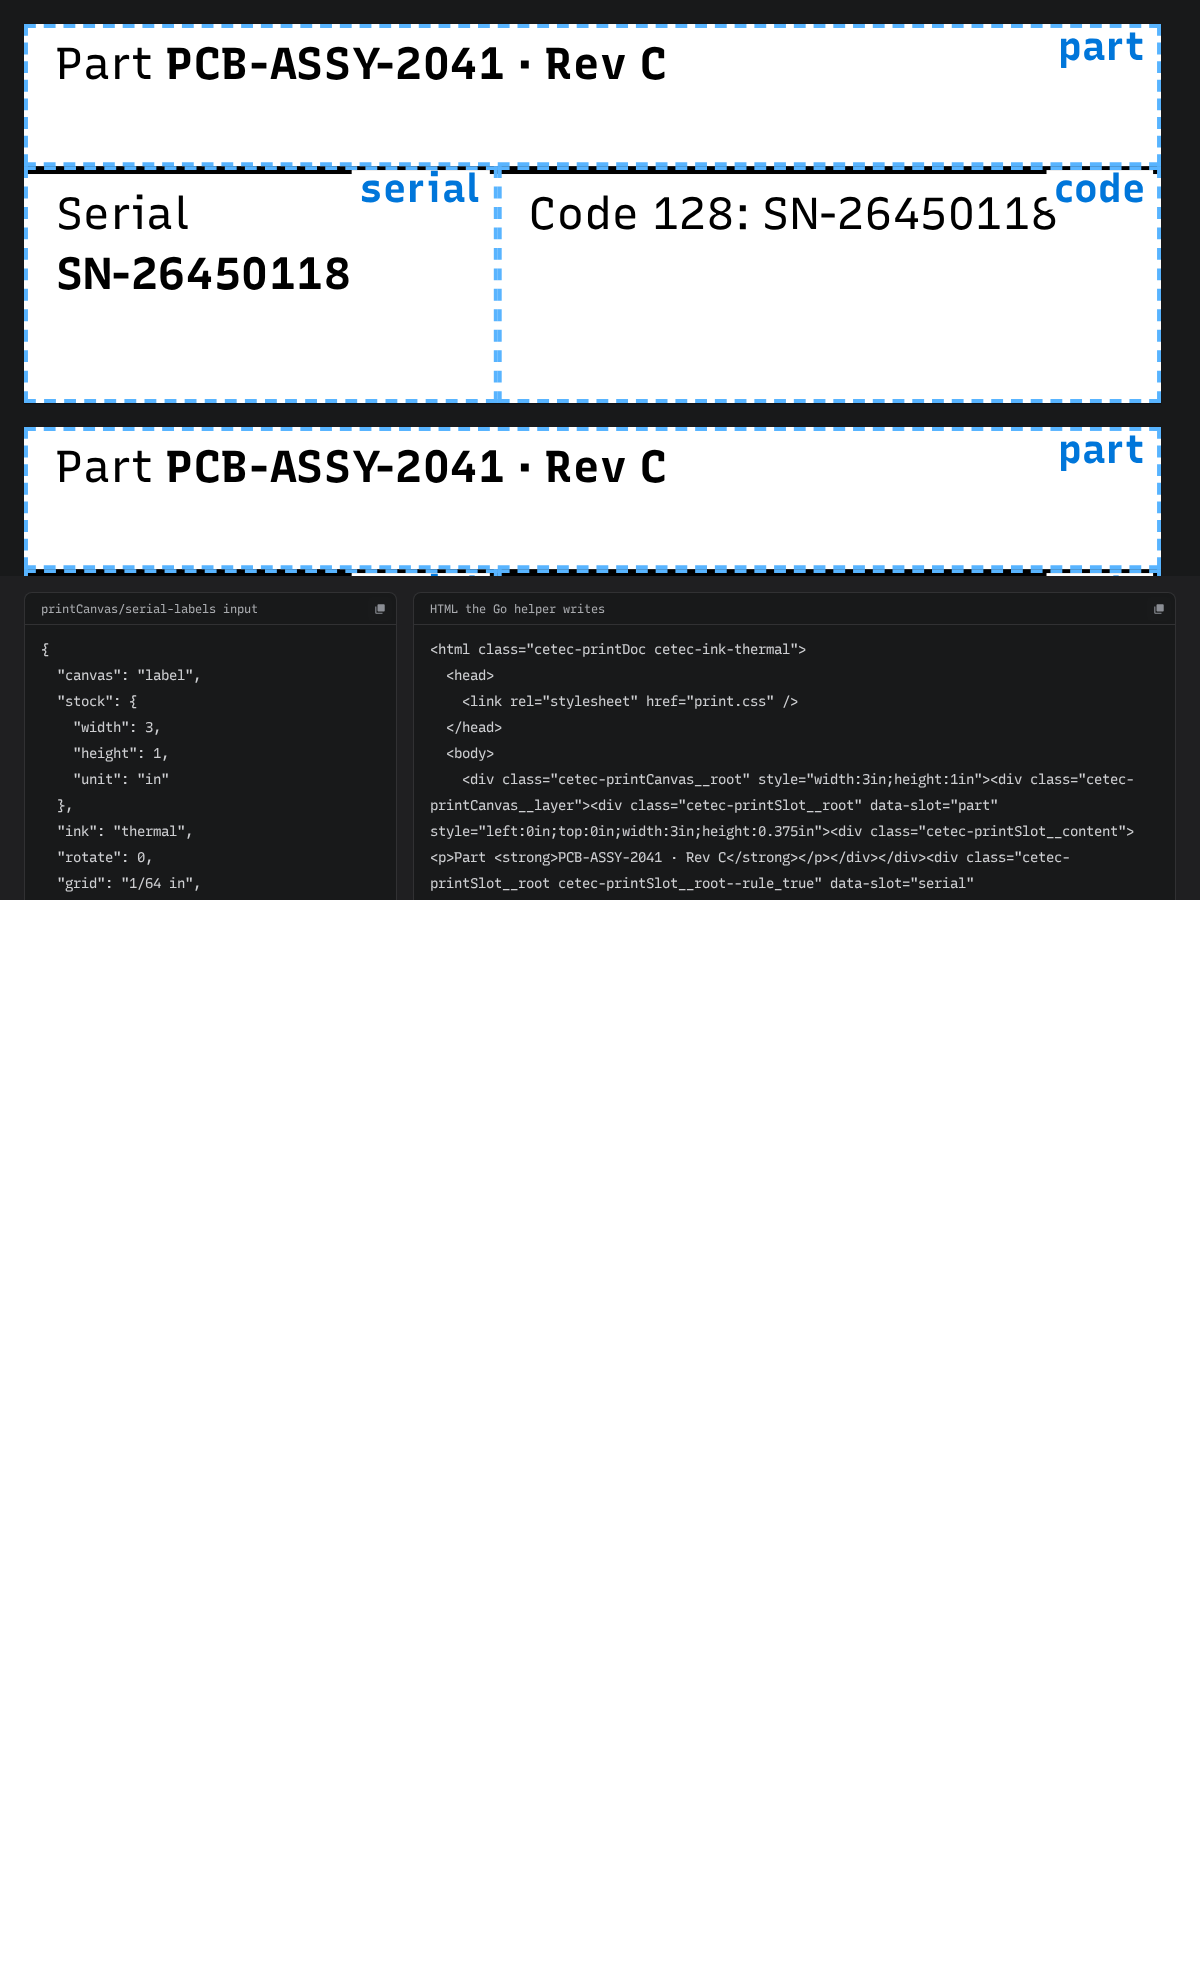 Part PCB-ASSY-2041 · Rev C
part
Serial
serial
SN-26450118
Code 128: SN-26450118
code
Part PCB-ASSY-2041 · Rev C
part
printCanvas/serial-labels input
{
  "canvas": "label",
  "stock": {
    "width": 3,
    "height": 1,
    "unit": "in"
  },
  "ink": "thermal",
  "rotate": 0,
  "grid": "1/64 in",
HTML the Go helper writes
<html class="cetec-printDoc cetec-ink-thermal">
  <head>
    <link rel="stylesheet" href="print.css" />
  </head>
  <body>
    <div class="cetec-printCanvas__root" style="width:3in;height:1in"><div class="cetec-
printCanvas__layer"><div class="cetec-printSlot__root" data-slot="part"
style="left:0in;top:0in;width:3in;height:0.375in"><div class="cetec-printSlot__content">
<p>Part <strong>PCB-ASSY-2041 · Rev C</strong></p></div></div><div class="cetec-
printSlot__root cetec-printSlot__root--rule_true" data-slot="serial"